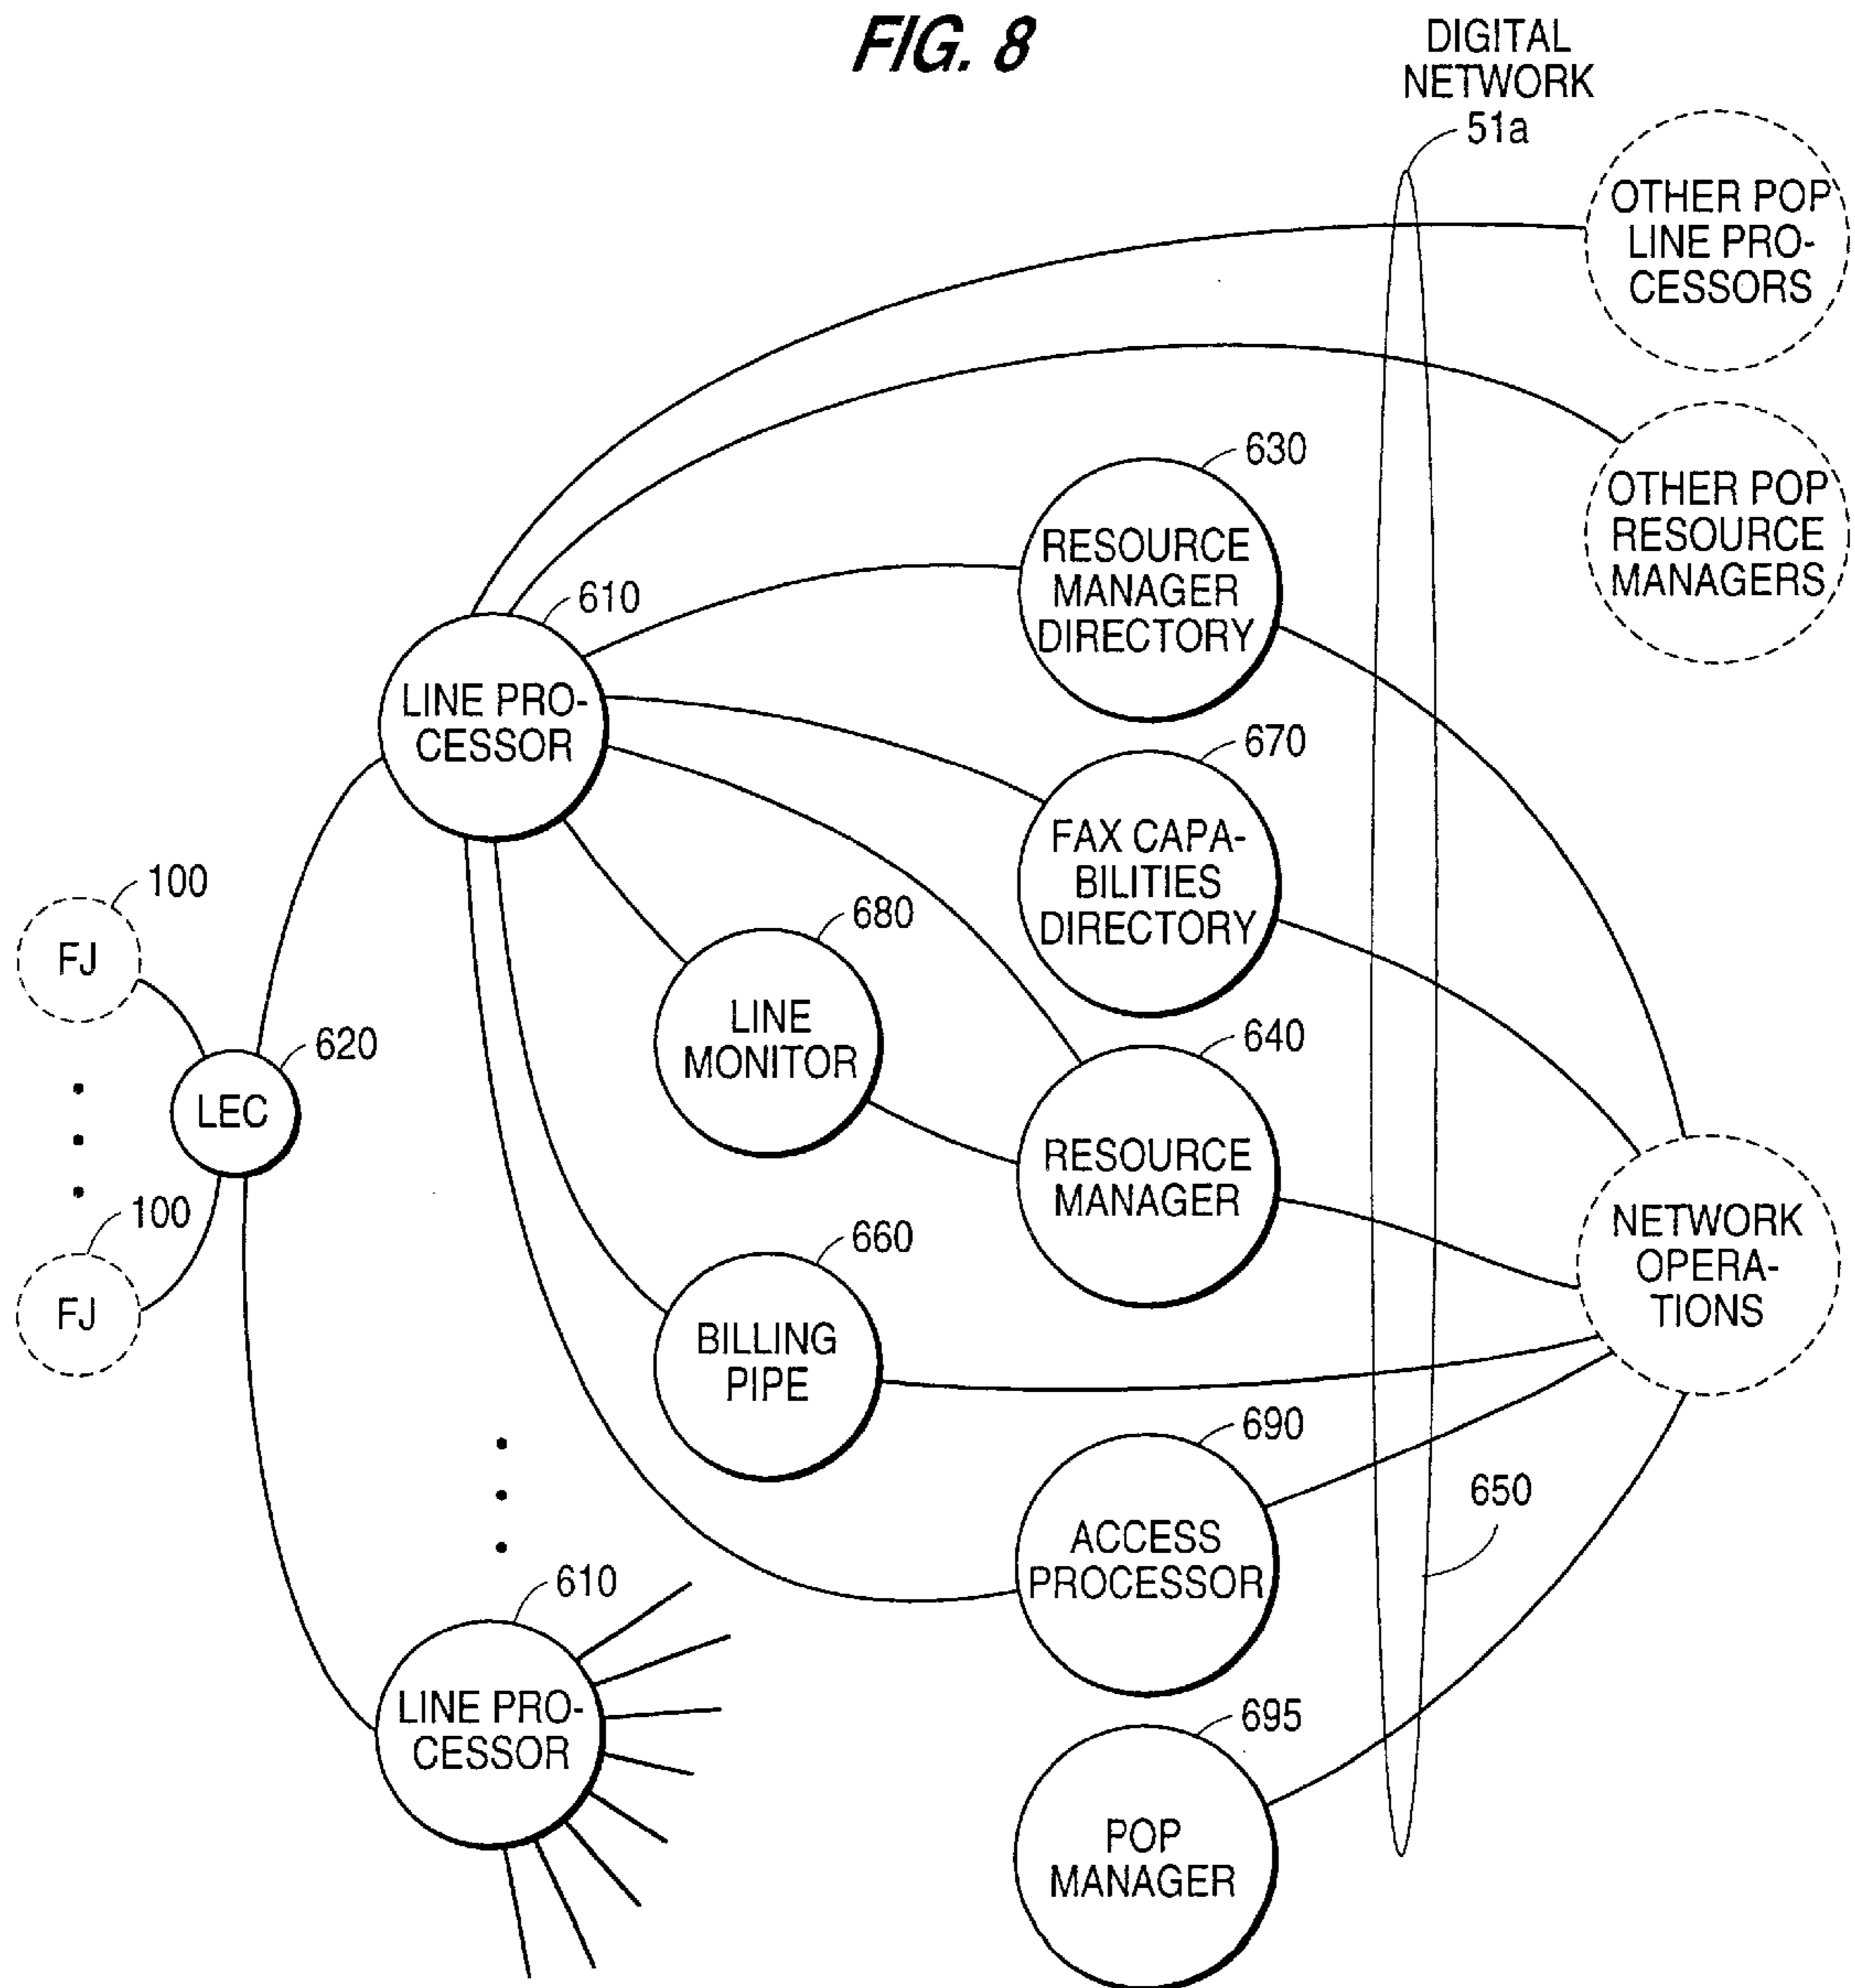 FIG. 8
DIGITAL
NETWORK
51a
OTHER POP
LINE PRO-
CESSORS
OTHER POP
RESOURCE
MANAGERS
630
RESOURCE
MANAGER
DIRECTORY
610
LINE PRO-
CESSOR
670
FAX CAPA-
BILITIES
DIRECTORY
100
FJ
680
LINE
MONITOR
620
LEC
640
RESOURCE
MANAGER
100
FJ
660
BILLING
PIPE
NETWORK
OPERA-
TIONS
690
ACCESS
PROCESSOR
650
610
LINE PRO-
CESSOR
695
POP
MANAGER